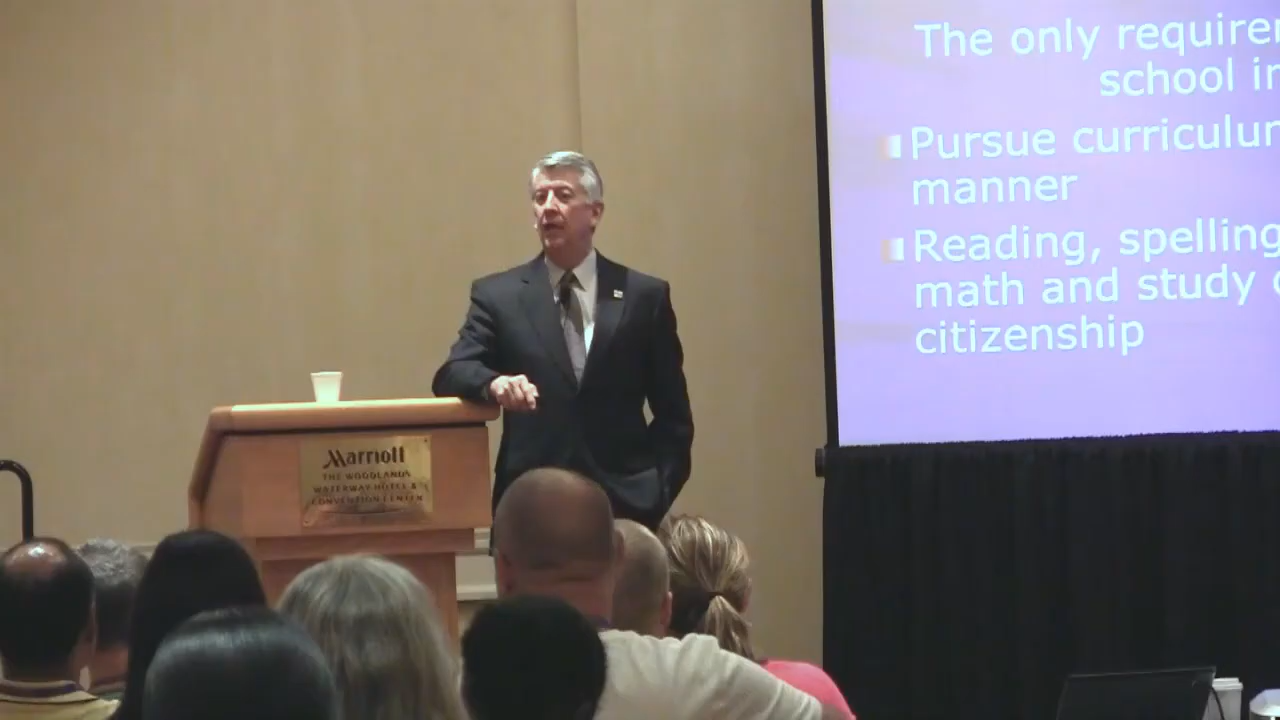 The only require
school in
Pursue curriculum
manner
Reading, spelling
math and study
citizenship
Marriott
THE WOODLANDS
WATERWAY HOTEL &
CONVENTION CENTER